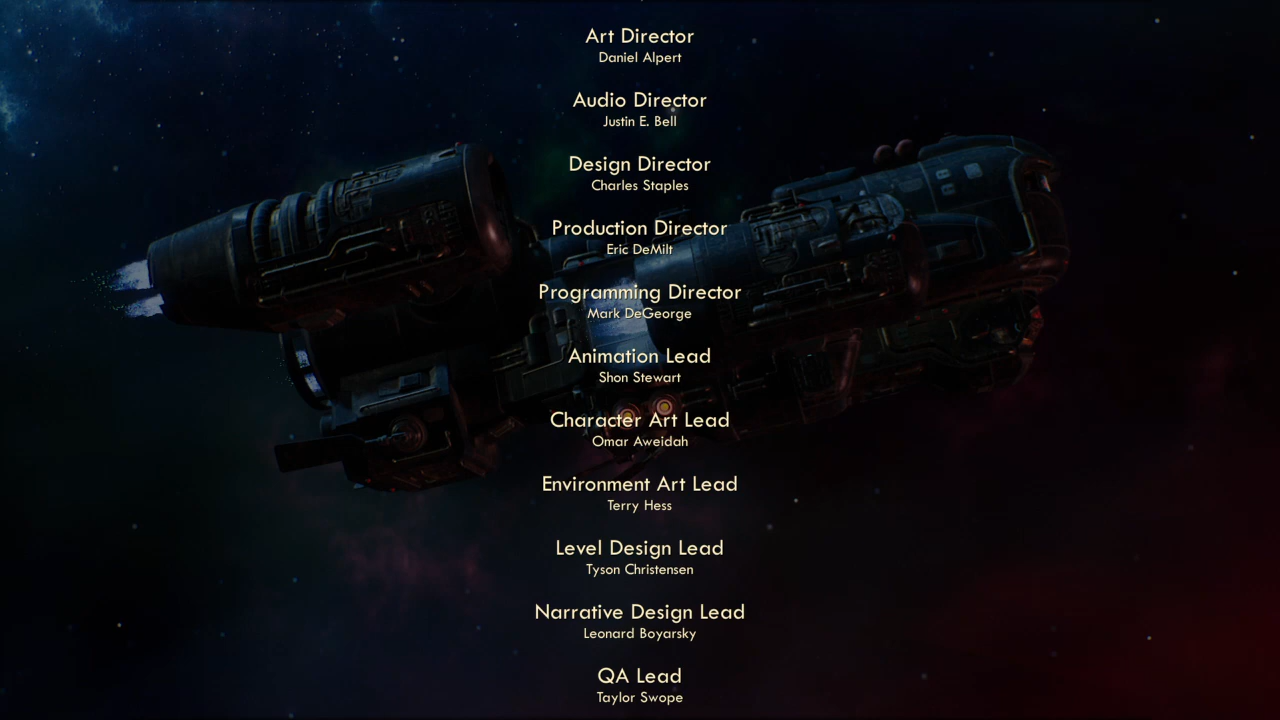 Art Director
Daniel Alpert
Audio Director
Justin E. Bell
Design Director
Charles Staples
Production Director
Eric DeMilt
Programming Director
Mark DeGeorge
Animation Lead
Shon Stewart
Character Art Lead
Omar Aweidah
Environment Art Lead
Terry Hess
Level Design Lead
Tyson Christensen
Narrative Design Lead
Leonard Boyarsky
QA Lead
Taylor Swope